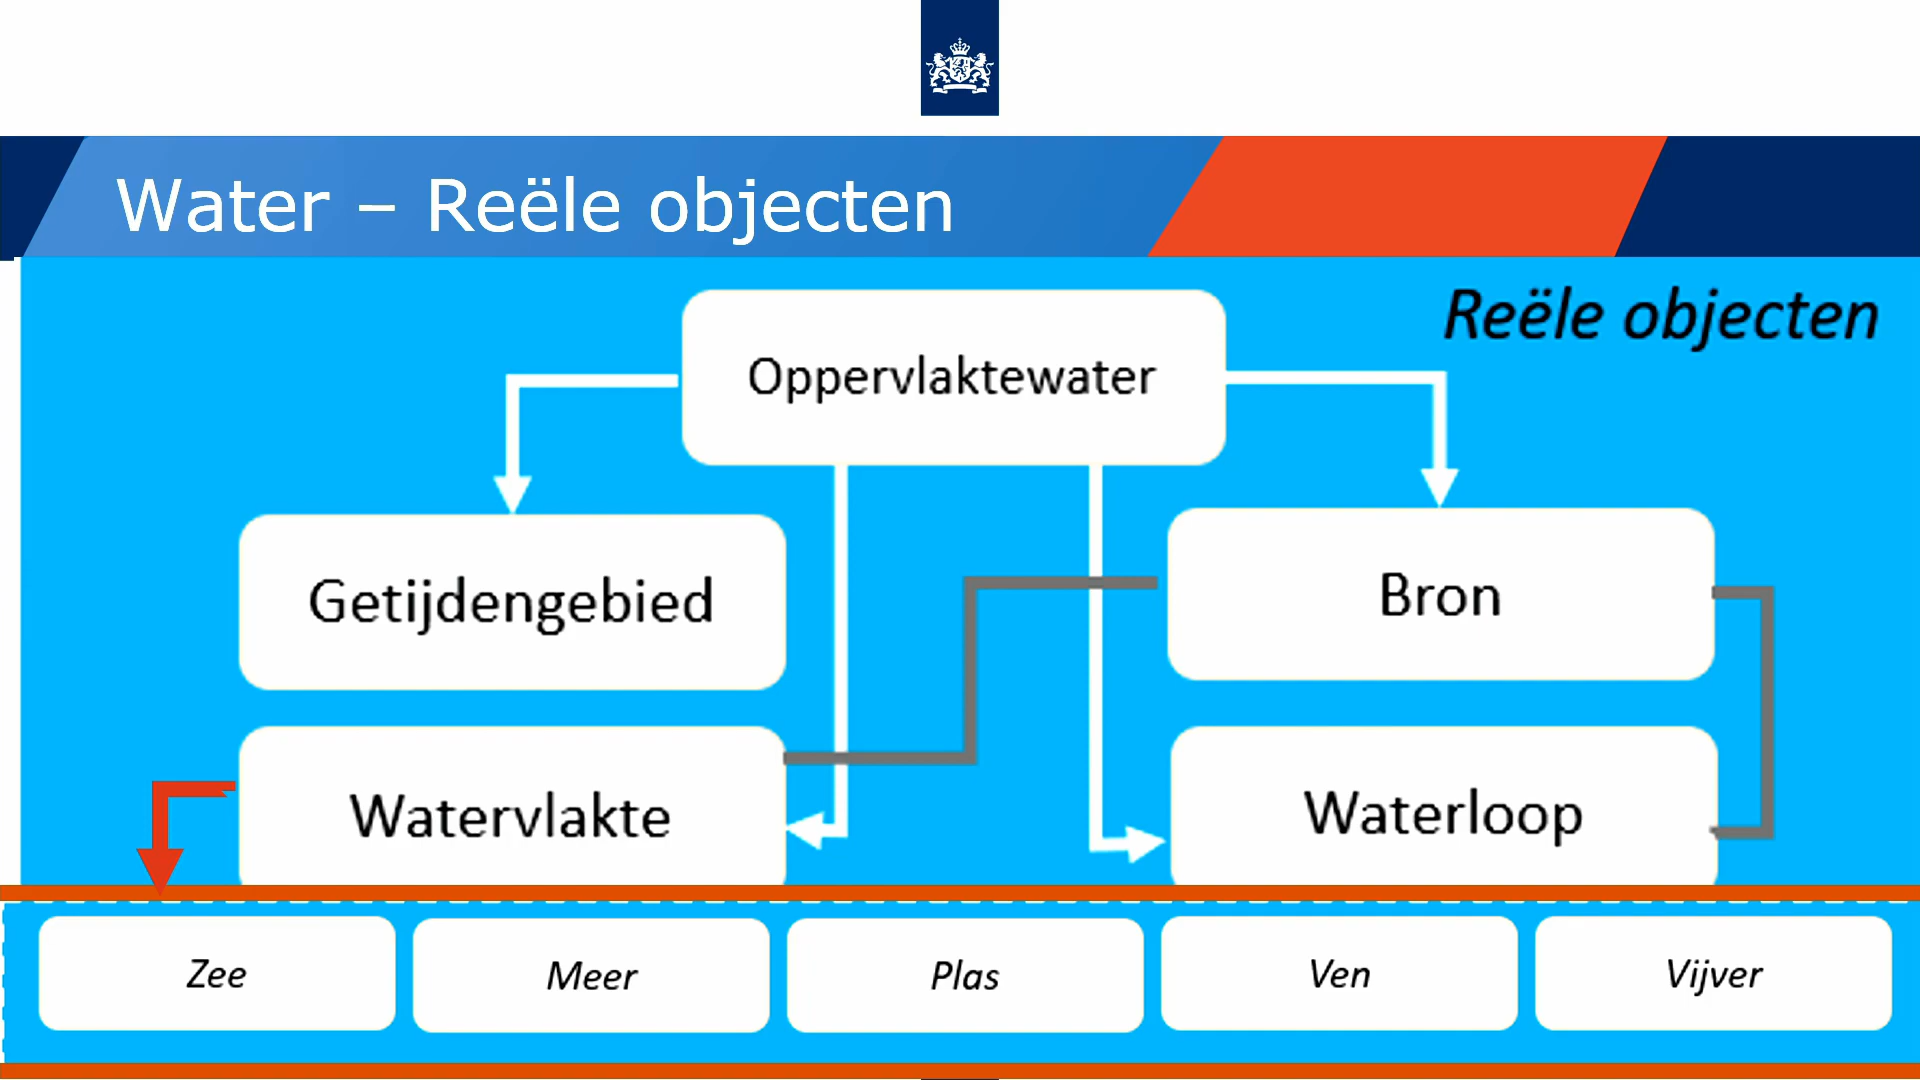 Water – Reële objecten
Reële objecten
Oppervlaktewater
Getijdengebied
Bron
Watervlakte
Waterloop
Zee
Meer
Plas
Ven
Vijver